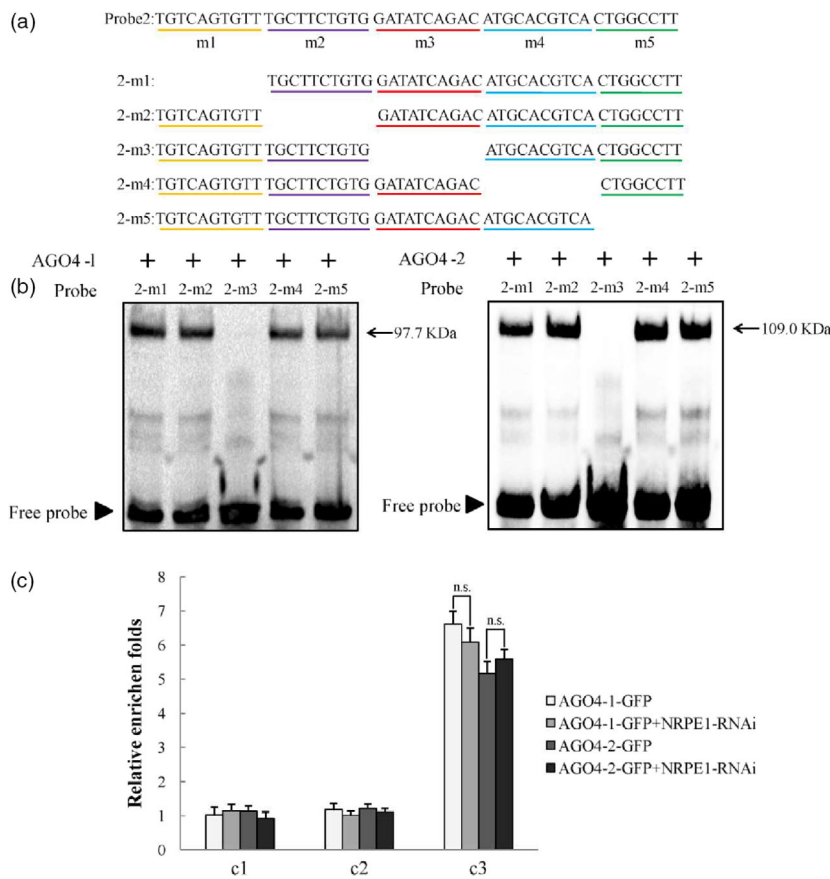 (a)
Probe2: TGTCAGTGTT TGCTTCTGTG GATATCAGAC ATGCACGTCA CTGGCCTT
m1 m2 m3 m4 m5
2-m1: TGCTTCTGTG GATATCAGAC ATGCACGTCA CTGGCCTT
2-m2: TGTCAGTGTT GATATCAGAC ATGCACGTCA CTGGCCTT
2-m3: TGTCAGTGTT TGCTTCTGTG ATGCACGTCA CTGGCCTT
2-m4: TGTCAGTGTT TGCTTCTGTG GATATCAGAC CTGGCCTT
2-m5: TGTCAGTGTT TGCTTCTGTG GATATCAGAC ATGCACGTCA
(b)
AGO4-1 + + + + +
Probe 2-m1 2-m2 2-m3 2-m4 2-m5
97.7 KDa
Free probe
AGO4-2 + + + + +
Probe 2-m1 2-m2 2-m3 2-m4 2-m5
109.0 KDa
Free probe
(c)
Relative enrichen folds
8
7
6
5
4
3
2
1
0
n.s.
n.s.
c1 c2 c3
AGO4-1-GFP
AGO4-1-GFP+NRPE1-RNAi
AGO4-2-GFP
AGO4-2-GFP+NRPE1-RNAi